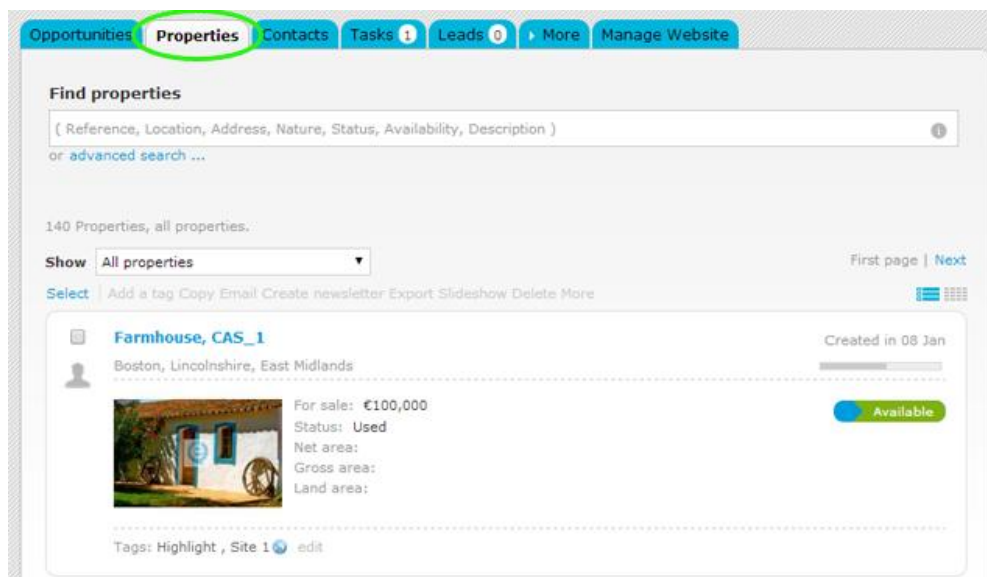 Opportunities Properties Contacts Tasks 1 Leads 0 More Manage Website
Find properties
( Reference, Location, Address, Nature, Status, Availability, Description )
or advanced search ...
140 Properties, all properties.
Show All properties First page | Next
Select | Add a tag Copy Email Create newsletter Export Slideshow Delete More
Farmhouse, CAS_1 Created in 08 Jan
Boston, Lincolnshire, East Midlands
For sale: €100,000 Available
Status: Used
Net area:
Gross area:
Land area:
Tags: Highlight , Site 1 edit